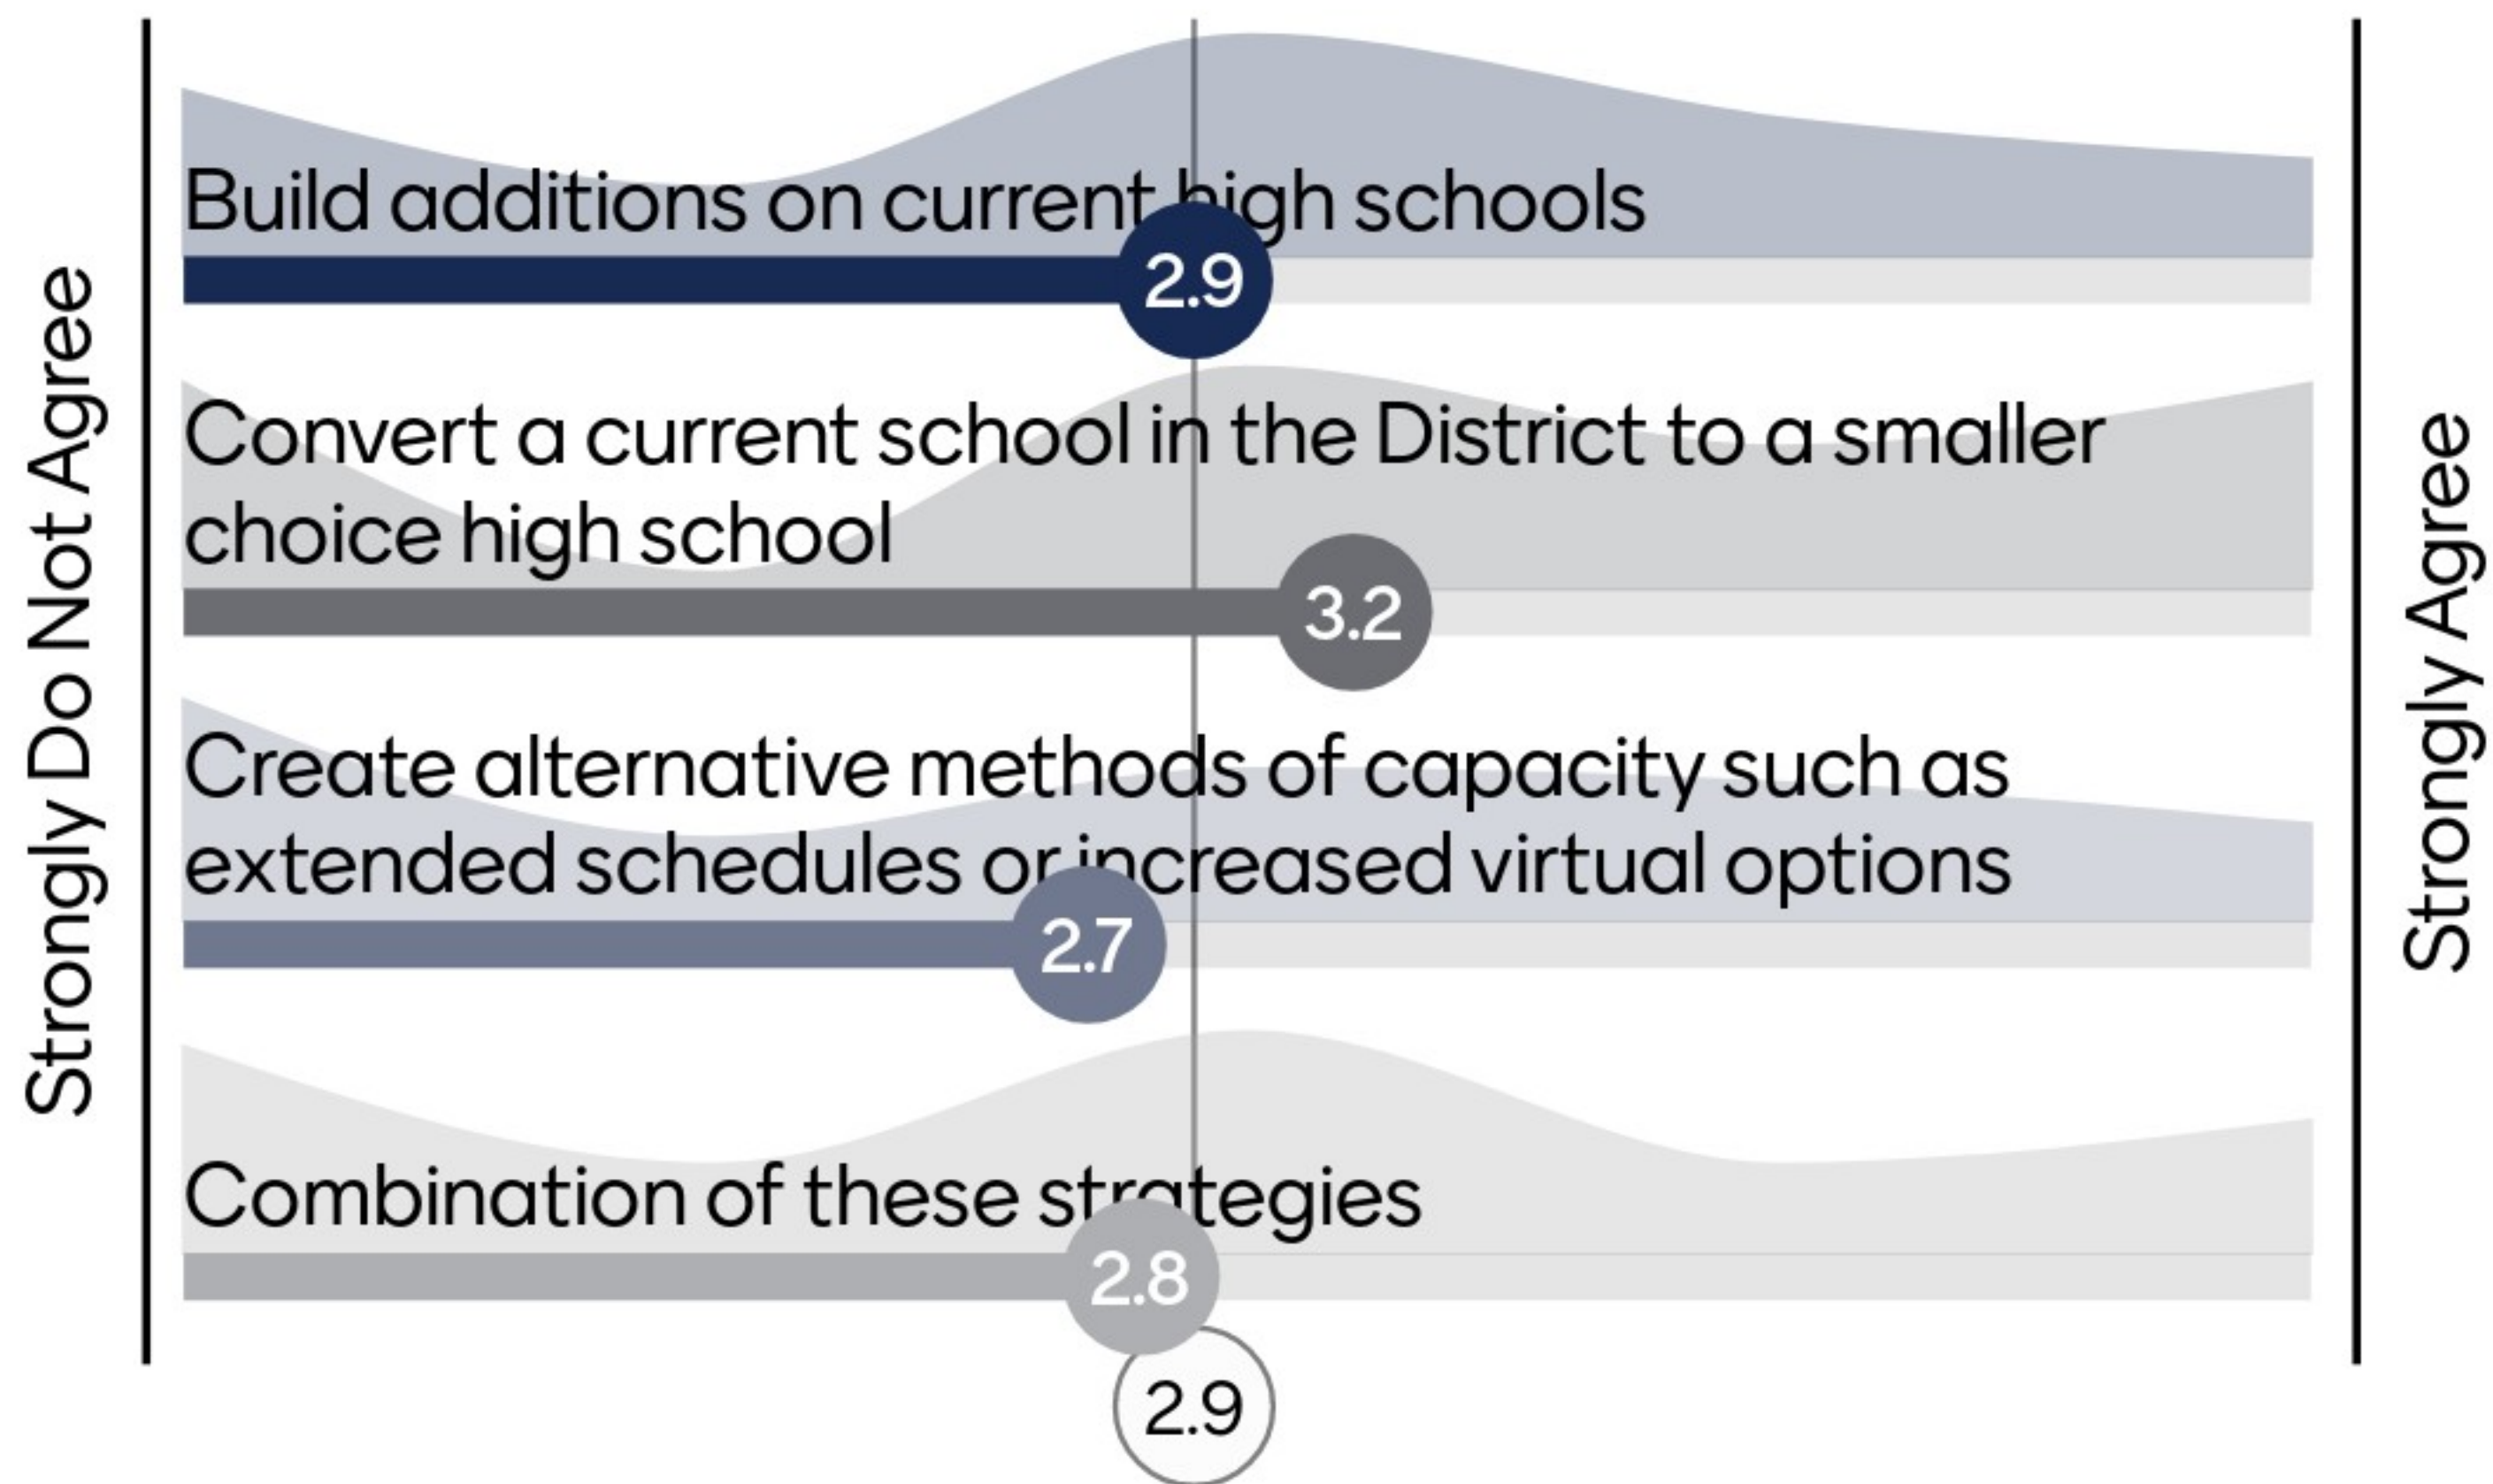 Strongly Do Not Agree
Build additions on current high schools
2.9
Convert a current school in the District to a smaller
choice high school
3.2
Create alternative methods of capacity such as
extended schedules or increased virtual options
2.7
Combination of these strategies
2.8
2.9
Strongly Agree